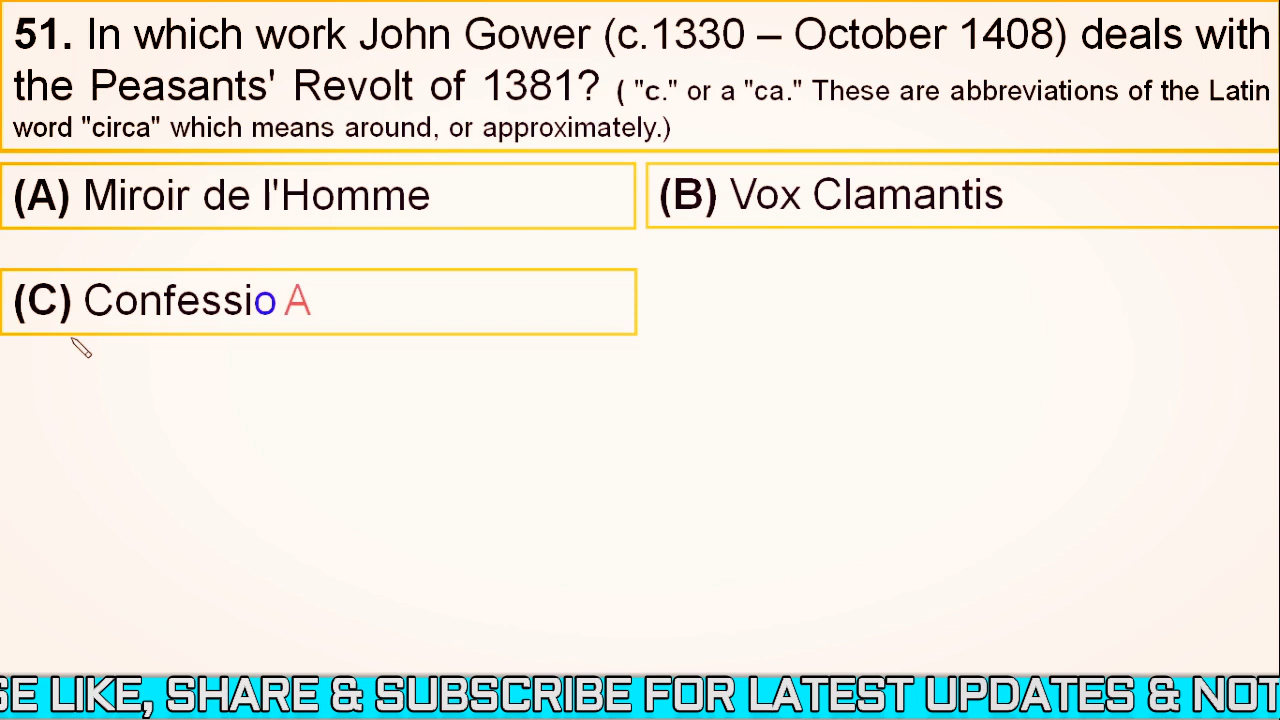 51. In which work John Gower (c.1330 – October 1408) deals with
the Peasants' Revolt of 1381? ( "c." or a "ca." These are abbreviations of the Latin
word "circa" which means around, or approximately.)
(A) Miroir de l'Homme
(B) Vox Clamantis
(C) Confessio A
SE LIKE, SHARE & SUBSCRIBE FOR LATEST UPDATES & NOT